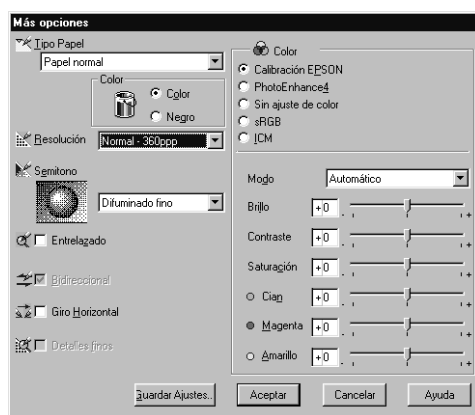 Más opciones
Tipo Papel
Papel normal
Color
Color
Negro
Resolución
Normal - 360ppp
Semitono
Difuminado fino
Entrelazado
Bidireccional
Giro Horizontal
Detalles finos
Color
Calibración EPSON
PhotoEnhance4
Sin ajuste de color
sRGB
ICM
Modo
Automático
Brillo
+0
- +
Contraste
+0
- +
Saturación
+0
- +
Cian
+0
- +
Magenta
+0
- +
Amarillo
+0
- +
Guardar Ajustes..
Aceptar
Cancelar
Ayuda